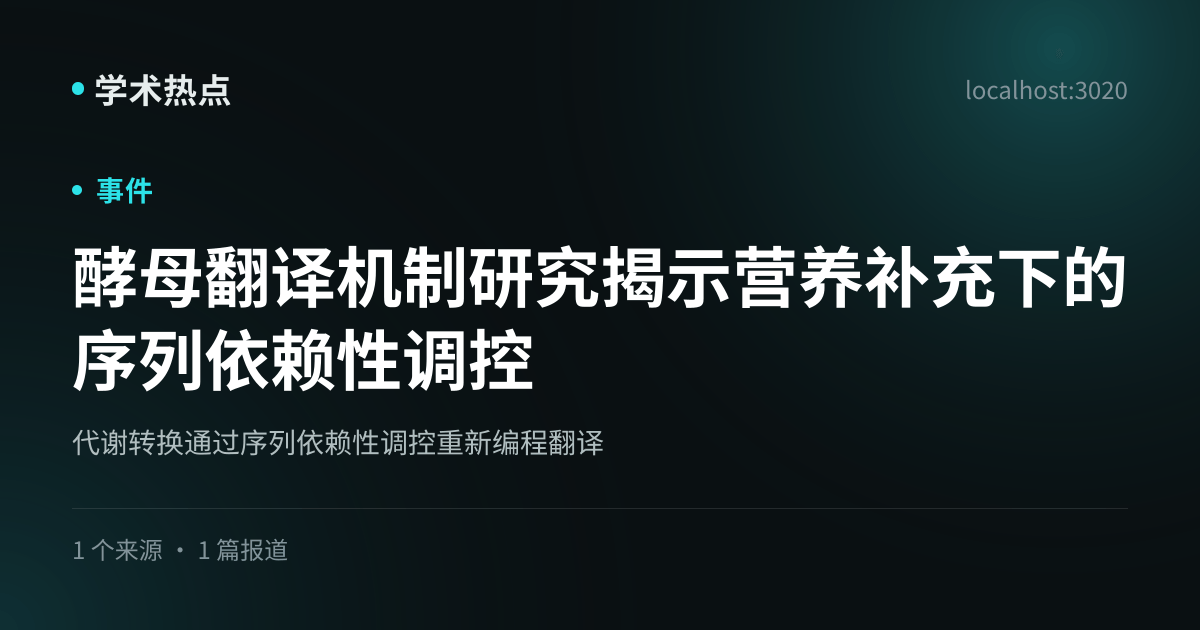 学术热点
localhost:3020
事件
酵母翻译机制研究揭示营养补充下的
序列依赖性调控
代谢转换通过序列依赖性调控重新编程翻译
1 个来源 · 1 篇报道